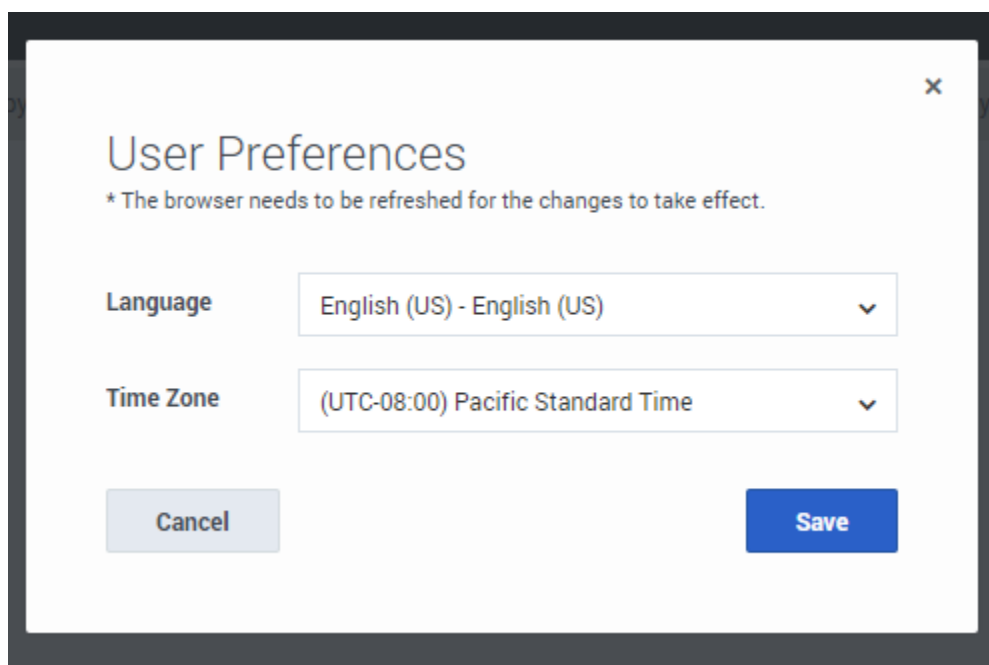 ×
User Preferences
* The browser needs to be refreshed for the changes to take effect.
Language
English (US) - English (US)
Time Zone
(UTC-08:00) Pacific Standard Time
Cancel
Save